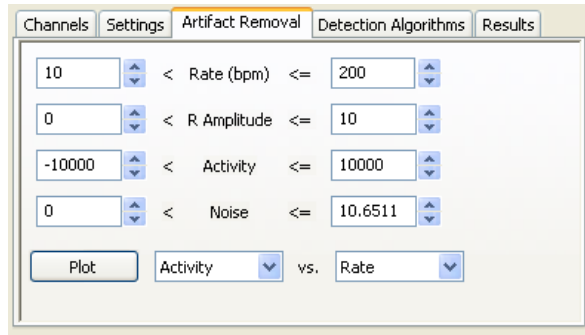 Channels Settings Artifact Removal Detection Algorithms Results
10 < Rate (bpm) <= 200
0 < R Amplitude <= 10
-10000 < Activity <= 10000
0 < Noise <= 10.6511
Plot Activity vs. Rate